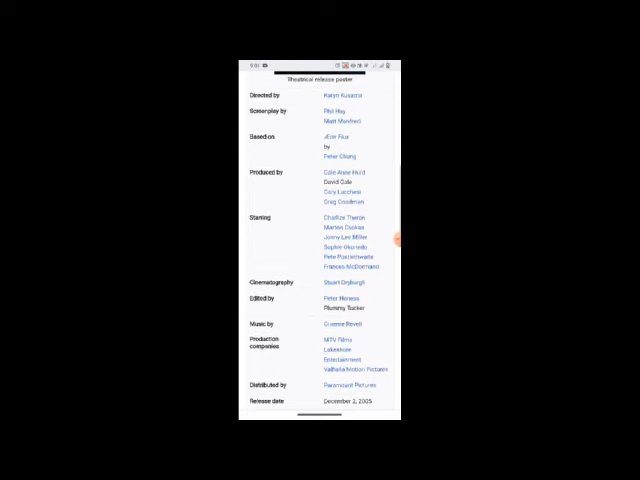 Theatrical release poster
Directed by Karyn Kusama
Screenplay by Phil Hay
Matt Manfredi
Based on Æon Flux
by
Peter Chung
Produced by Gale Anne Hurd
David Gale
Gary Lucchesi
Greg Goodman
Starring Charlize Theron
Marton Csokas
Jonny Lee Miller
Sophie Okonedo
Pete Postlethwaite
Frances McDormand
Cinematography Stuart Dryburgh
Edited by Peter Honess
Plummy Tucker
Music by Graeme Revell
Production companies MTV Films
Lakeshore
Entertainment
Valhalla Motion Pictures
Distributed by Paramount Pictures
Release date December 2, 2005